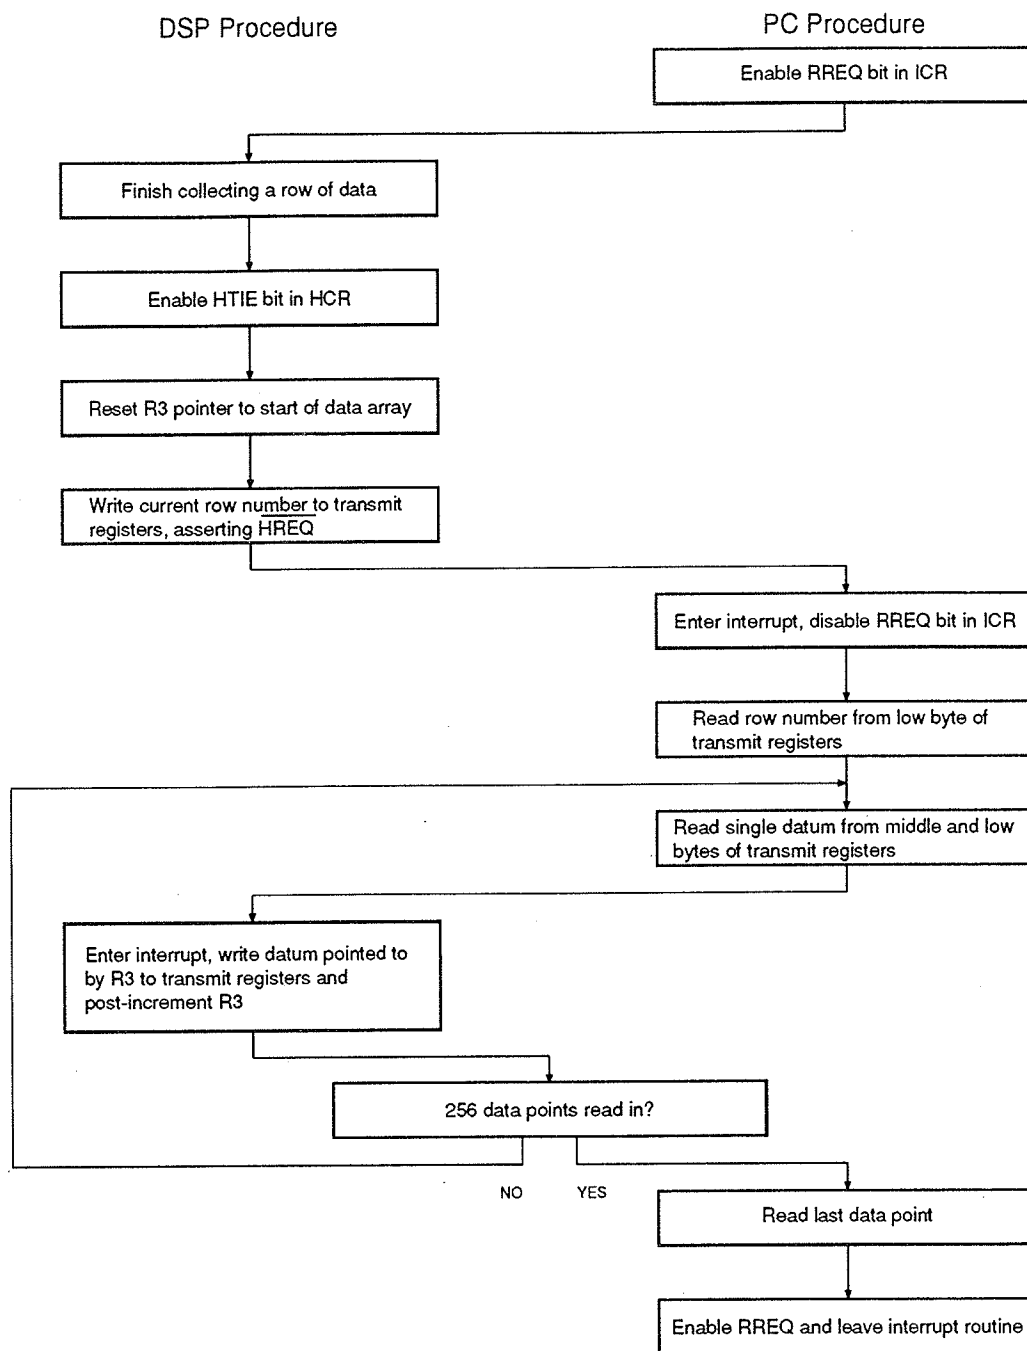 DSP Procedure
PC Procedure
Enable RREQ bit in ICR
Finish collecting a row of data
Enable HTIE bit in HCR
Reset R3 pointer to start of data array
Write current row number to transmit
registers, asserting HREQ
Enter interrupt, disable RREQ bit in ICR
Read row number from low byte of
transmit registers
Read single datum from middle and low
bytes of transmit registers
Enter interrupt, write datum pointed to
by R3 to transmit registers and
post-increment R3
256 data points read in?
NO
YES
Read last data point
Enable RREQ and leave interrupt routine